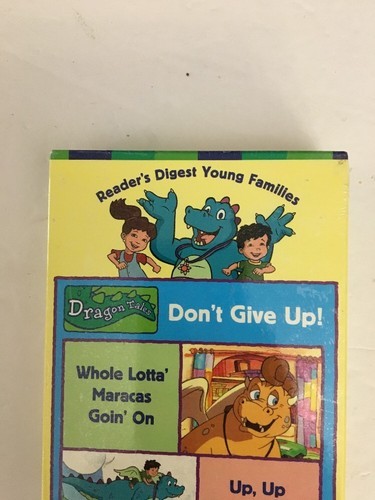 Reader's Digest Young Families
Dragon Tales
Don't Give Up!
Whole Lotta'
Maracas
Goin' On
Up, Up